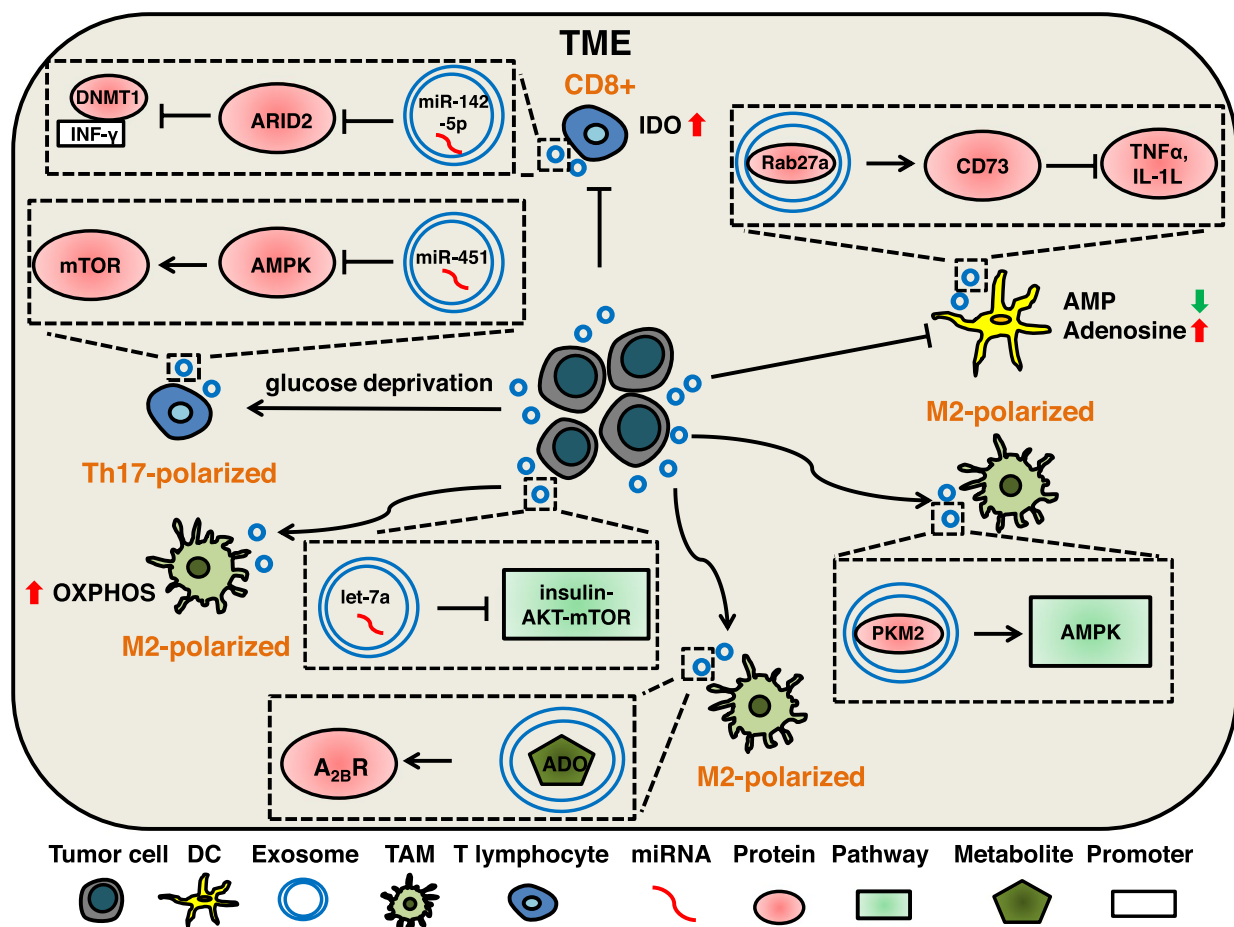 TME
CD8+
IDO
DNMT1
INF-γ
ARID2
miR-142
-5p
Rab27a
CD73
TNFα,
IL-1L
mTOR
AMPK
miR-451
AMP
Adenosine
glucose deprivation
Th17-polarized
M2-polarized
OXPHOS
M2-polarized
let-7a
insulin-
AKT-mTOR
PKM2
AMPK
A2BR
ADO
M2-polarized
Tumor cell DC Exosome TAM T lymphocyte miRNA Protein Pathway Metabolite Promoter